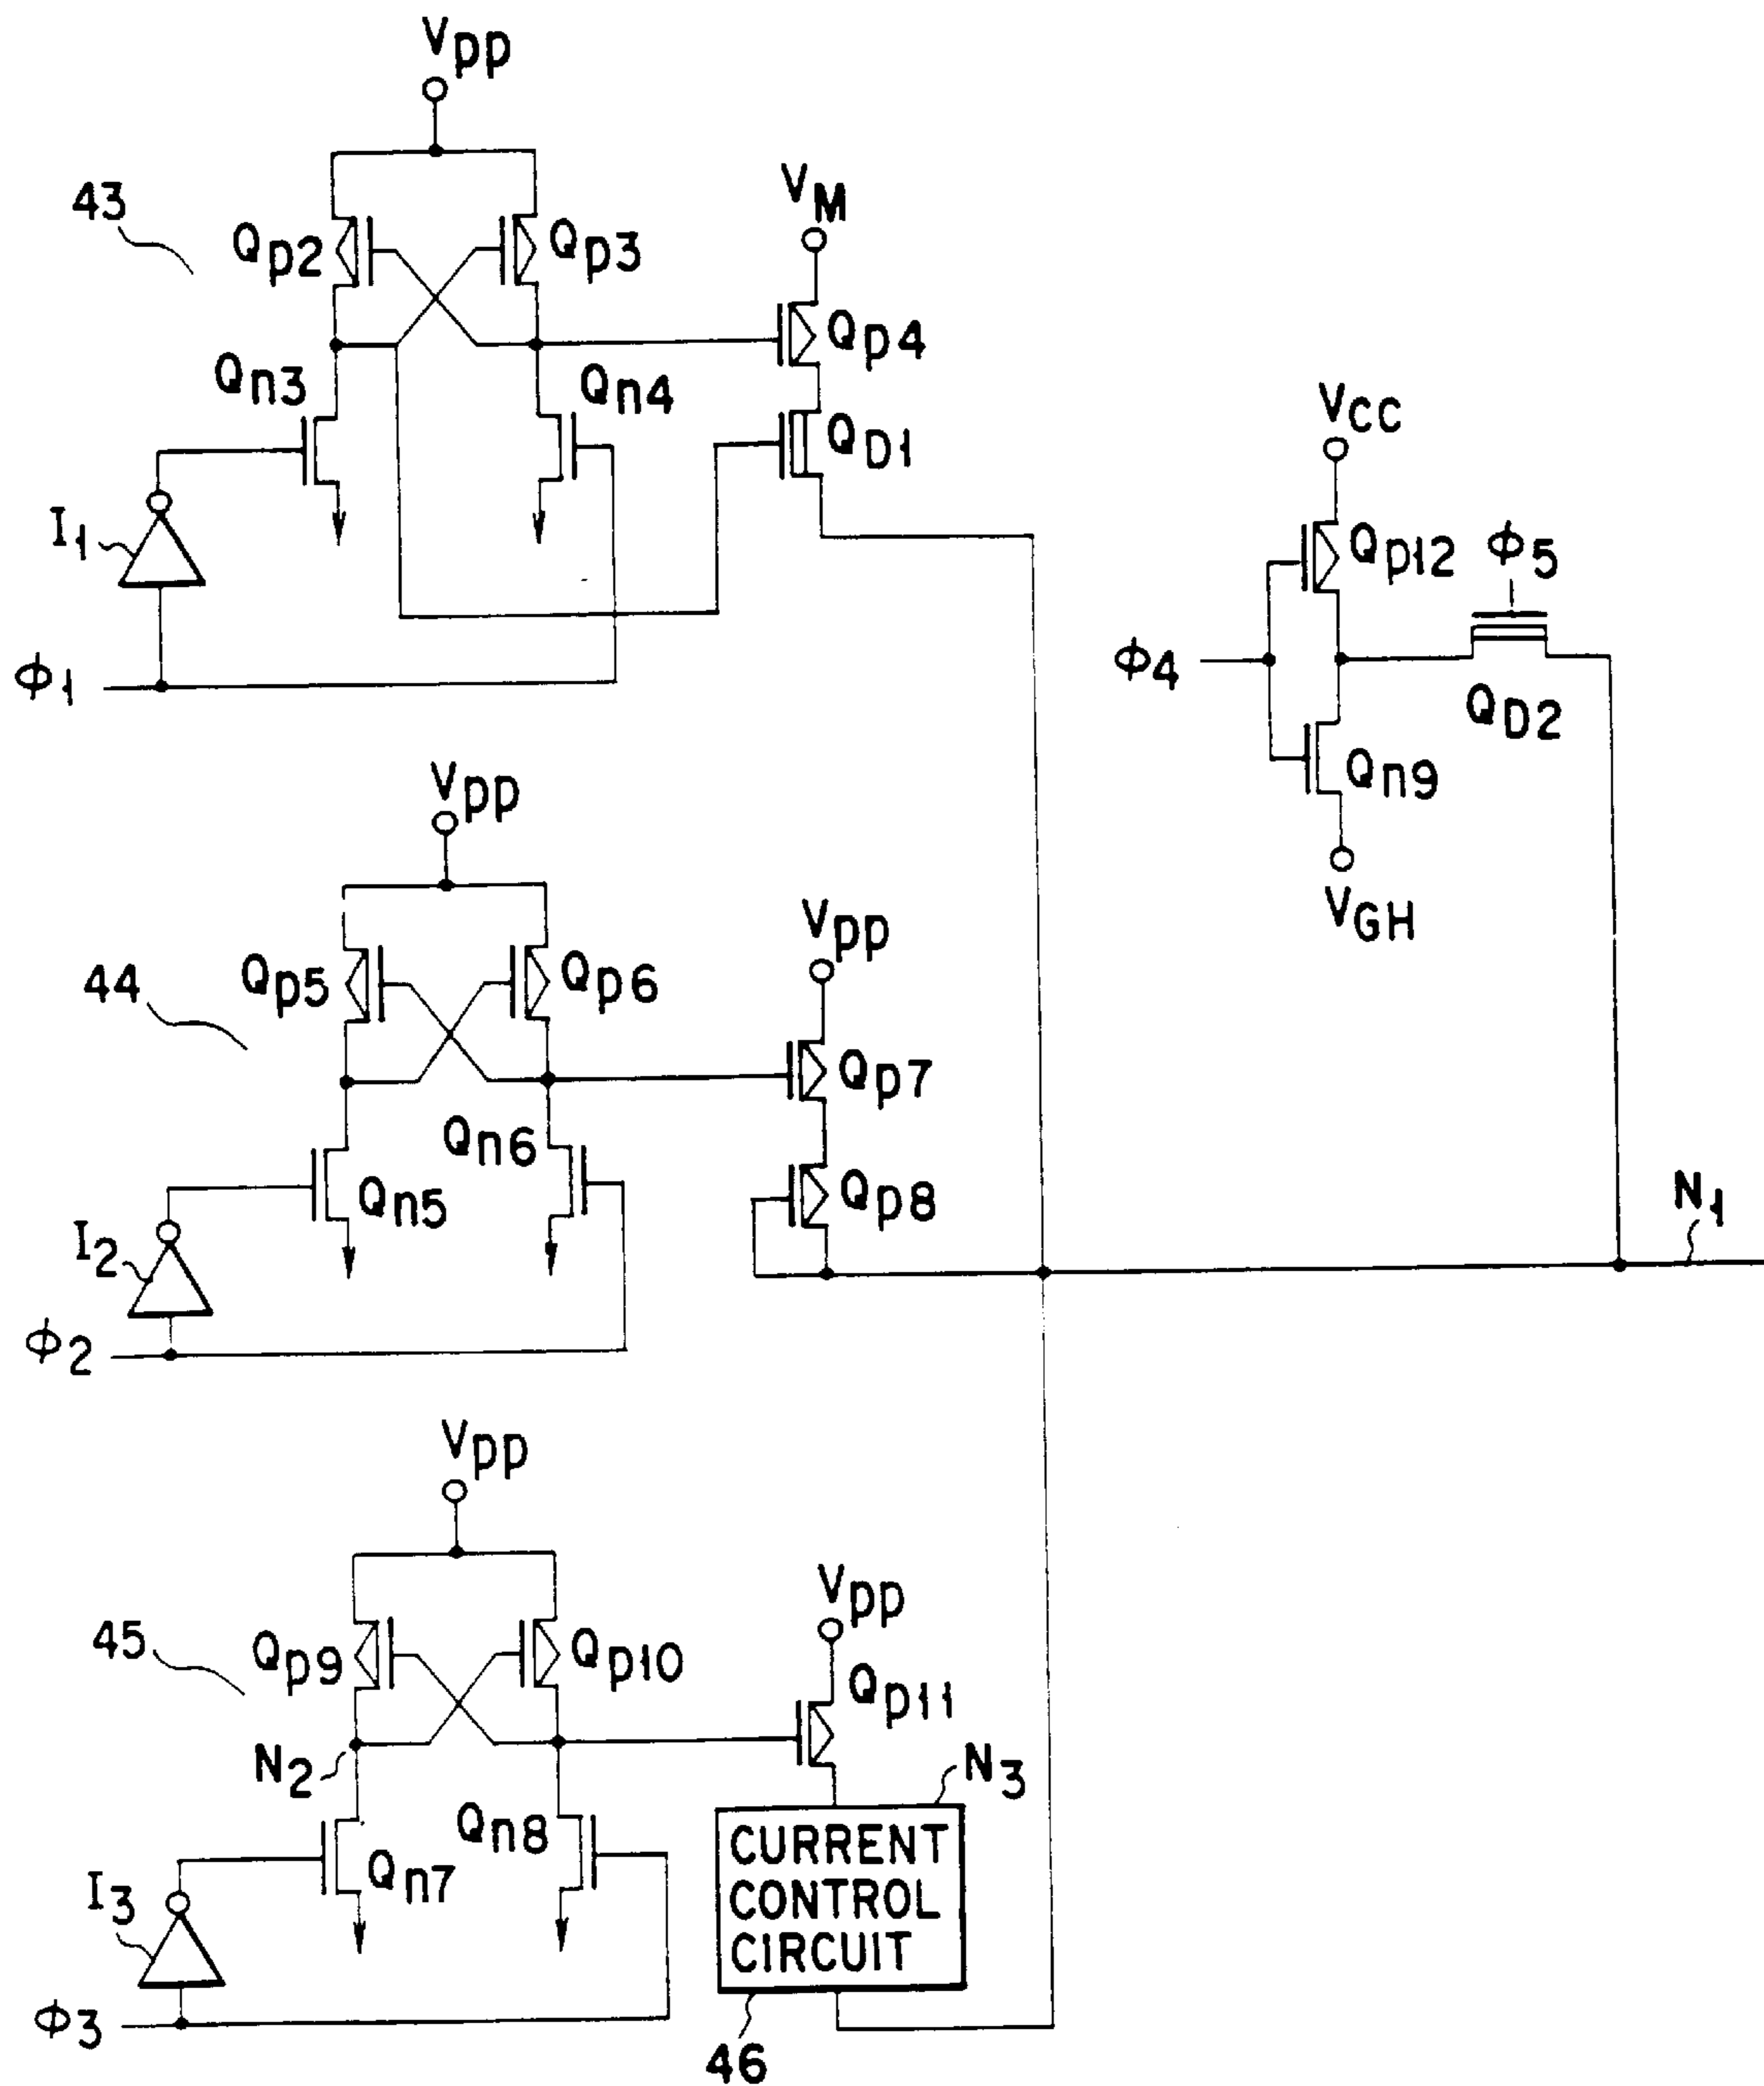 Vpp
43
Qp2
Qp3
VM
Qp4
Qn3
Qn4
QD1
I1
Φ1
VCC
Qp12
Φ5
Φ4
QD2
Qn9
VGH
Vpp
44
Qp5
Qp6
Vpp
Qp7
Qn6
Qn5
Qp8
I2
Φ2
N1
Vpp
45
Qp9
Qp10
Vpp
Qp11
N2
N3
Qn8
Qn7
I3
CURRENT
CONTROL
CIRCUIT
Φ3
46